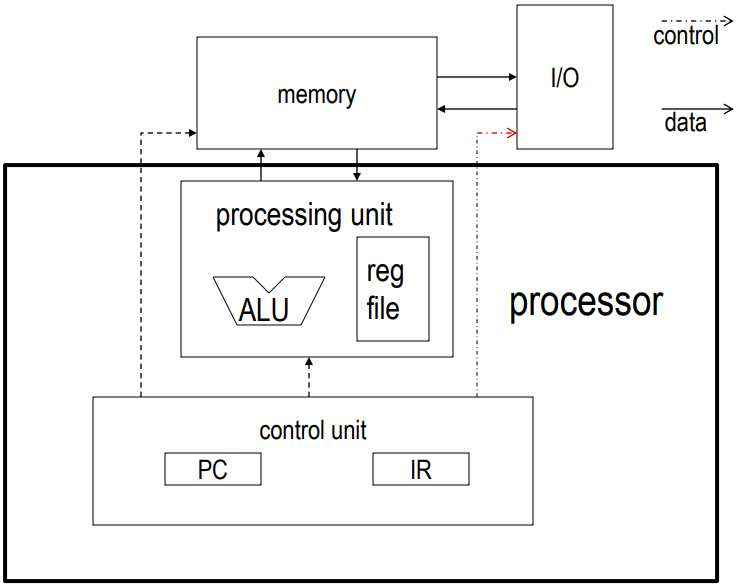 control
I/O
memory
data
processing unit
reg
file
ALU
processor
control unit
PC
IR